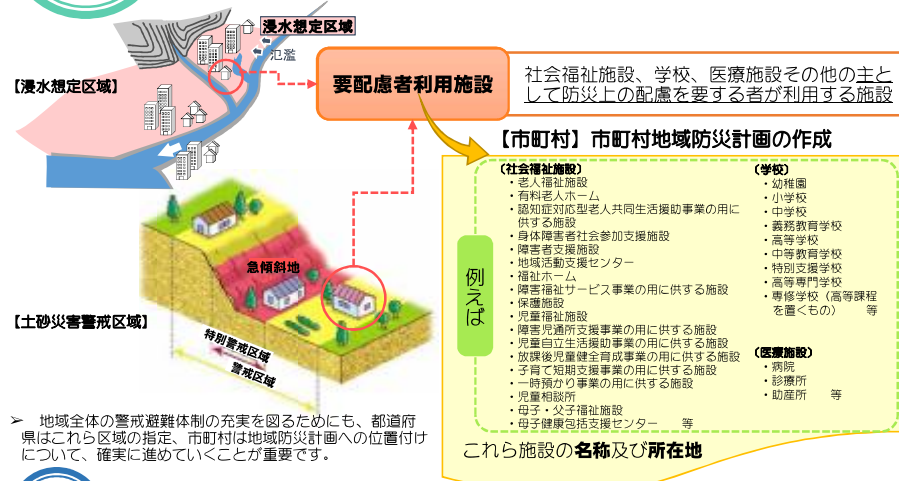 浸水想定区域
氾濫
【浸水想定区域】
要配慮者利用施設
社会福祉施設、学校、医療施設その他の主と
して防災上の配慮を要する者が利用する施設
【市町村】市町村地域防災計画の作成
例えば
（社会福祉施設）
・老人福祉施設
・有料老人ホーム
・認知症対応型老人共同生活援助事業の用に
供する施設
・身体障害者社会参加支援施設
・障害者支援施設
・地域活動支援センター
・福祉ホーム
・障害福祉サービス事業の用に供する施設
・保護施設
・児童福祉施設
・障害児通所支援事業の用に供する施設
・児童自立生活援助事業の用に供する施設
・放課後児童健全育成事業の用に供する施設
・子育て短期支援事業の用に供する施設
・一時預かり事業の用に供する施設
・児童相談所
・母子・父子福祉施設
・母子健康包括支援センター　等
（学校）
・幼稚園
・小学校
・中学校
・義務教育学校
・高等学校
・中等教育学校
・特別支援学校
・高等専門学校
・専修学校（高等課程
を置くもの）　等
（医療施設）
・病院
・診療所
・助産所　等
これら施設の名称及び所在地
急傾斜地
【土砂災害警戒区域】
特別警戒区域
警戒区域
➢ 地域全体の警戒避難体制の充実を図るためにも、都道府
県はこれら区域の指定、市町村は地域防災計画への位置付け
について、確実に進めていくことが重要です。